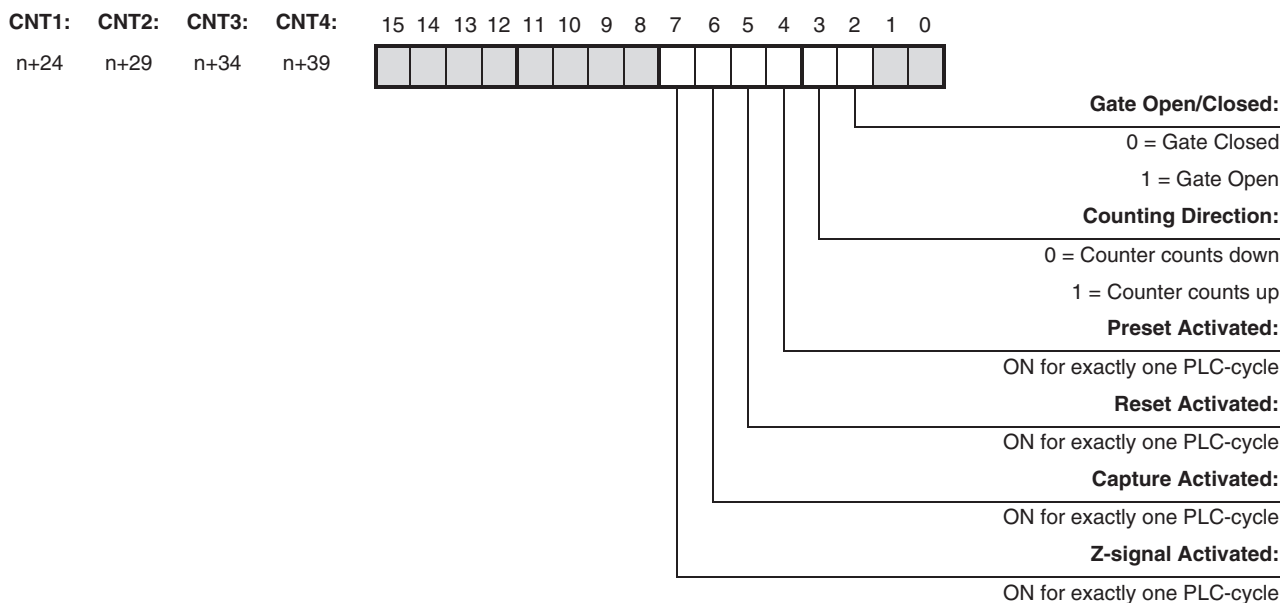 CNT1: CNT2: CNT3: CNT4: 15 14 13 12 11 10 9 8 7 6 5 4 3 2 1 0
n+24 n+29 n+34 n+39
Gate Open/Closed:
0 = Gate Closed
1 = Gate Open
Counting Direction:
0 = Counter counts down
1 = Counter counts up
Preset Activated:
ON for exactly one PLC-cycle
Reset Activated:
ON for exactly one PLC-cycle
Capture Activated:
ON for exactly one PLC-cycle
Z-signal Activated:
ON for exactly one PLC-cycle